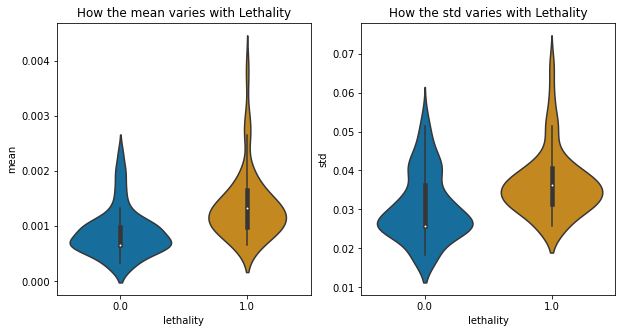 How the mean varies with Lethality
mean
0.004
0.003
0.002
0.001
0.000
0.0 1.0
lethality
How the std varies with Lethality
std
0.07
0.06
0.05
0.04
0.03
0.02
0.01
0.0 1.0
lethality